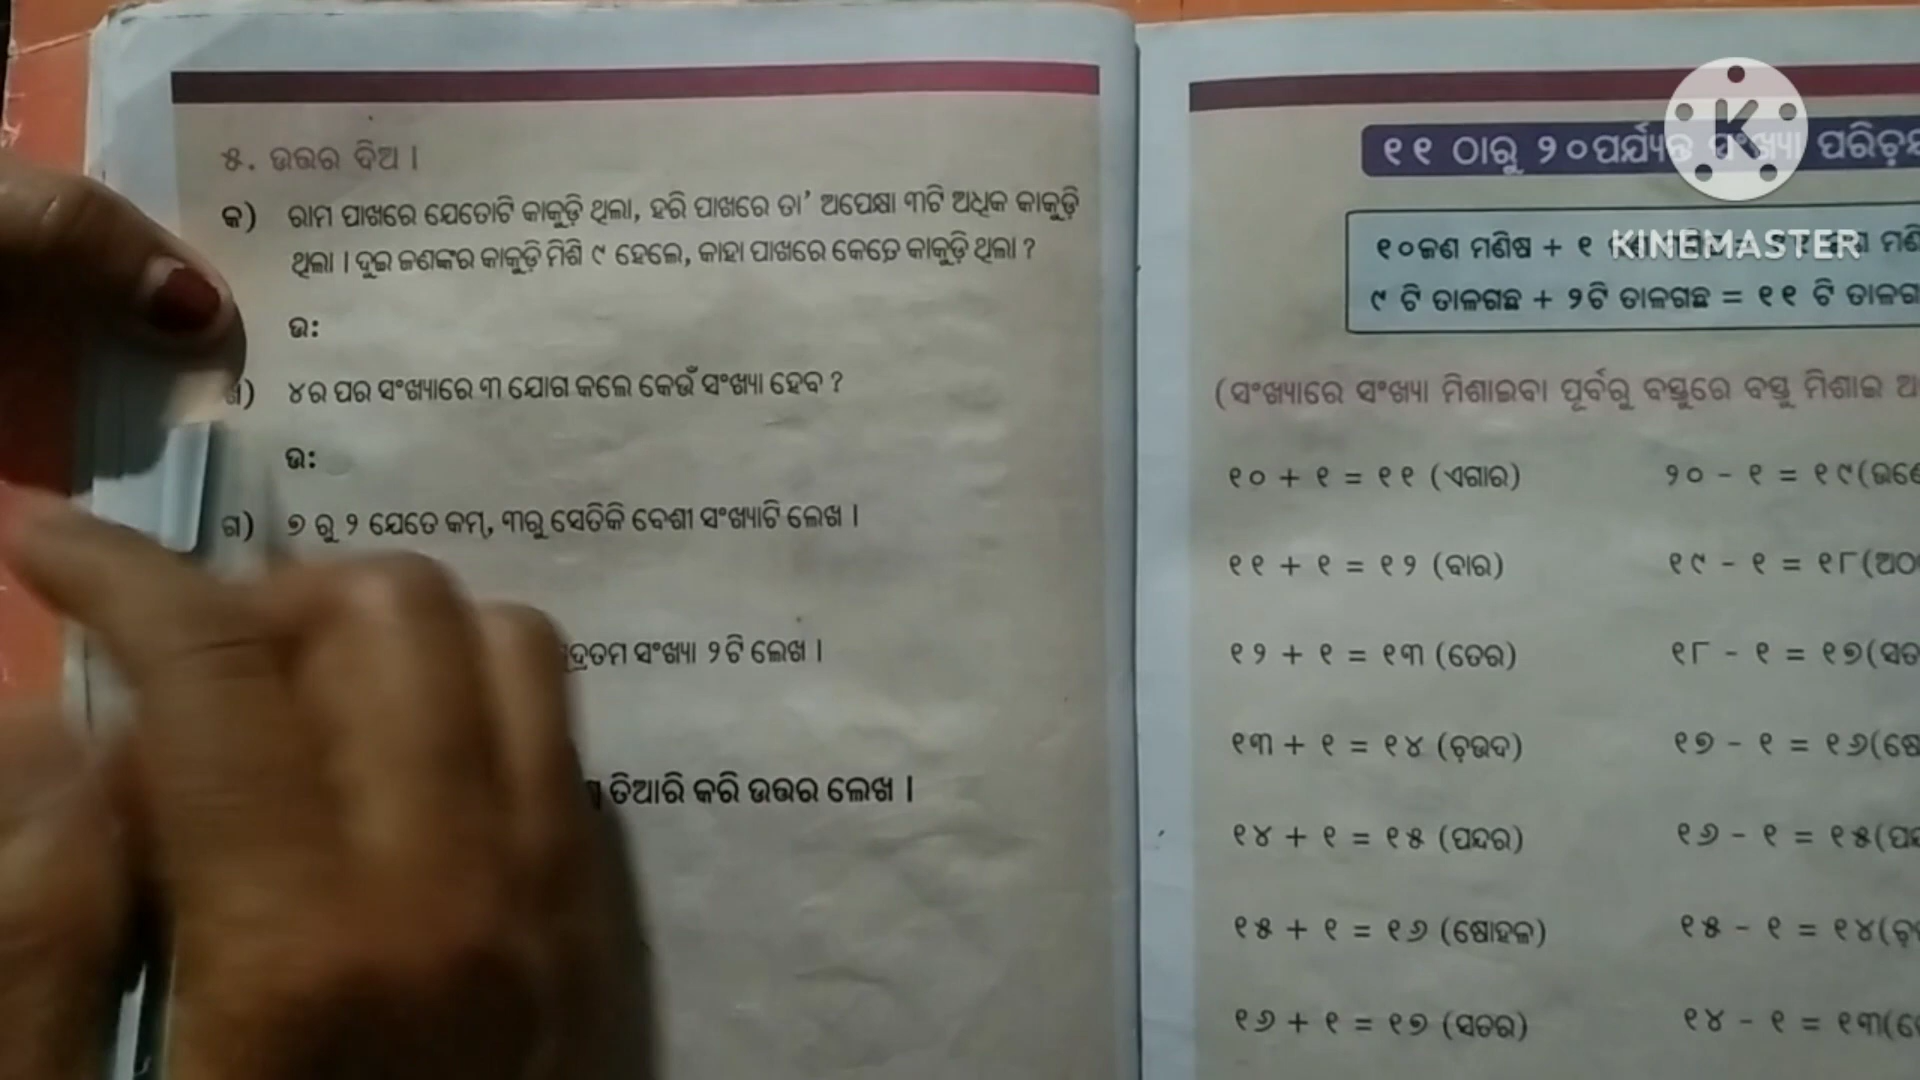 ୫. ଉତ୍ତର ଦିଅ ।
କ) ରାମ ପାଖରେ ଯେତୋଟି କାକୁଡ଼ି ଥିଲା, ହରି ପାଖରେ ତା’ ଅପେକ୍ଷା ୩ଟି ଅଧିକ କାକୁଡ଼ି
ଥିଲା । ଦୁଇ ଜଣଙ୍କର କାକୁଡ଼ି ମିଶି ୯ ହେଲେ, କାହା ପାଖରେ କେତେ କାକୁଡ଼ି ଥିଲା ?
ଉଃ
୪ର ପର ସଂଖ୍ୟାରେ ୩ ଯୋଗ କଲେ କେଉଁ ସଂଖ୍ୟା ହେବ ?
ଉଃ
ଗ) ୭ ରୁ ୨ ଯେତେ କମ୍, ୩ରୁ ସେତିକି ବେଶୀ ସଂଖ୍ୟାଟି ଲେଖ ।
ସଂଖ୍ୟା ୨ଟି ଲେଖ ।
ତିଆରି କରି ଉତ୍ତର ଲେଖ ।
୧୧ ଠାରୁ ୨୦ପର୍ଯ୍ୟନ୍ତ ସଂଖ୍ୟା
୧୦ଜଣ ମଣିଷ + ୧
୯ ଟି ତାଳଗଛ + ୨ଟି ତାଳଗଛ = ୧୧ ଟି
(ସଂଖ୍ୟାରେ ସଂଖ୍ୟା ମିଶାଇବା ପୂର୍ବରୁ ବସ୍ତୁରେ ବସ୍ତୁ ମିଶାଇ
୧୦ + ୧ = ୧୧ (ଏଗାର) ୨୦ - ୧ = ୧୯
୧୧ + ୧ = ୧୨ (ବାର) ୧୯ - ୧ = ୧୮
୧୨ + ୧ = ୧୩ (ତେର) ୧୮ - ୧ = ୧୭
୧୩ + ୧ = ୧୪ (ଚଉଦ) ୧୭ - ୧ = ୧୬
୧୪ + ୧ = ୧୫ (ପନ୍ଦର) ୧୬ - ୧ = ୧୫
୧୫ + ୧ = ୧୬ (ଷୋହଳ) ୧୫ - ୧ = ୧୪
୧୬ + ୧ = ୧୭ (ସତର) ୧୪ - ୧ = ୧୩
KINEMASTER